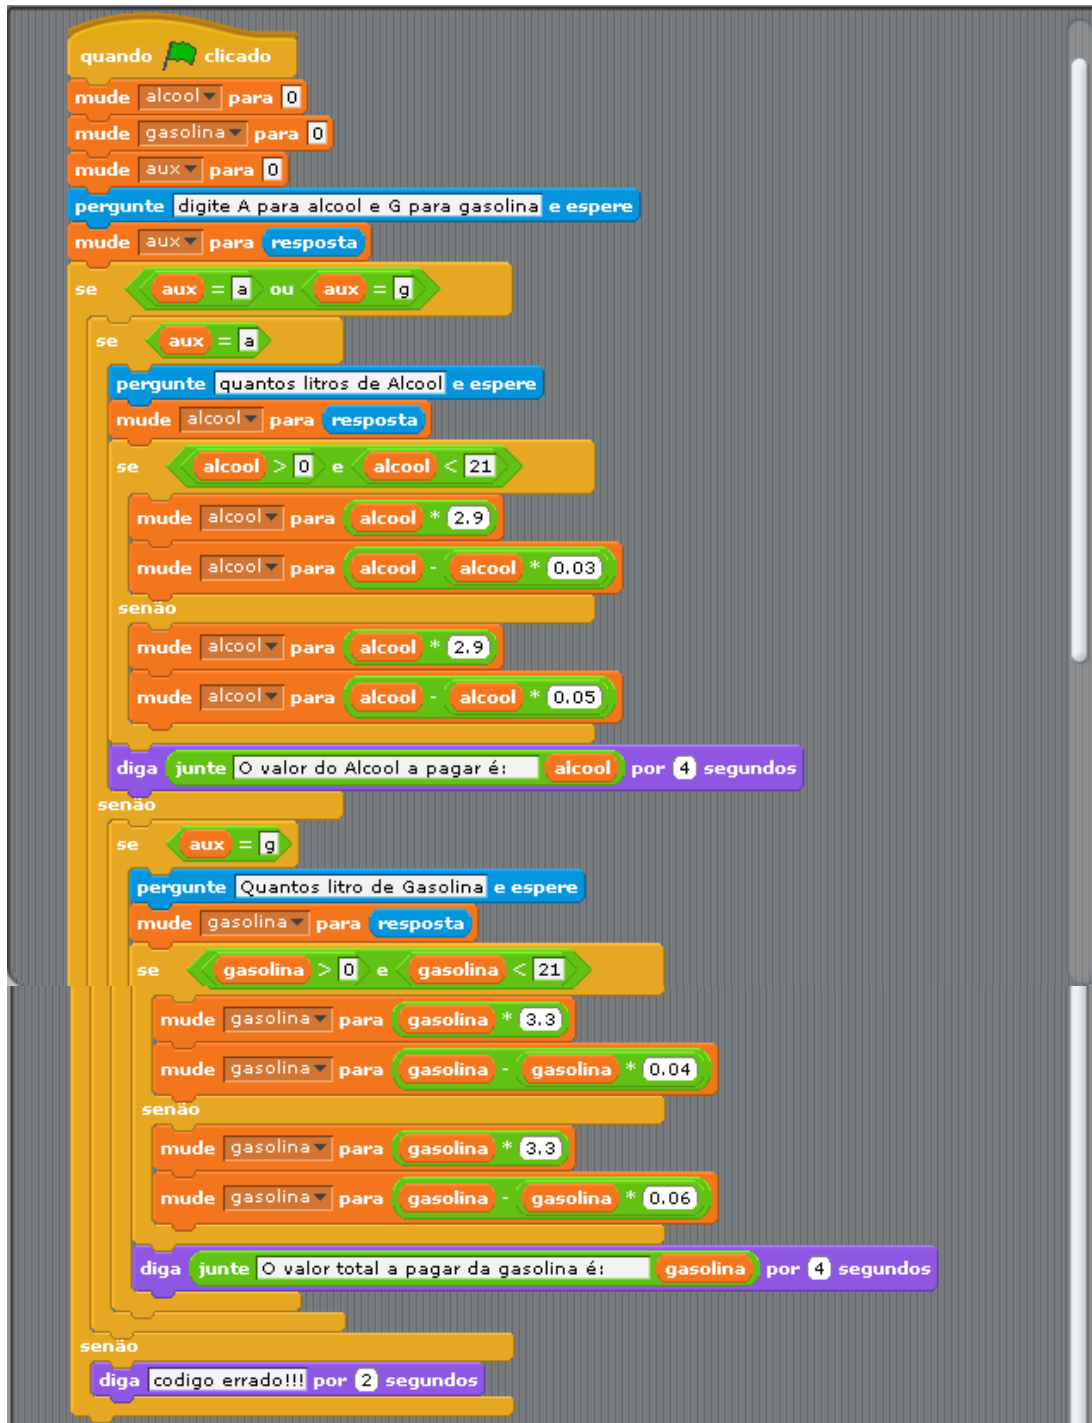 quando clicado
mude alcool para 0
mude gasolina para 0
mude aux para 0
pergunte digite A para alcool e G para gasolina e espere
mude aux para resposta
se aux = a ou aux = g
se aux = a
pergunte quantos litros de Alcool e espere
mude alcool para resposta
se alcool > 0 e alcool < 21
mude alcool para alcool * 2.9
mude alcool para alcool - alcool * 0.03
senão
mude alcool para alcool * 2.9
mude alcool para alcool - alcool * 0.05
diga junte O valor do Alcool a pagar é: alcool por 4 segundos
senão
se aux = g
pergunte Quantos litro de Gasolina e espere
mude gasolina para resposta
se gasolina > 0 e gasolina < 21
mude gasolina para gasolina * 3.3
mude gasolina para gasolina - gasolina * 0.04
senão
mude gasolina para gasolina * 3.3
mude gasolina para gasolina - gasolina * 0.06
diga junte O valor total a pagar da gasolina é: gasolina por 4 segundos
senão
diga codigo errado!!! por 2 segundos